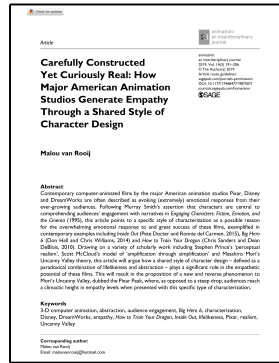 Check for updates
Article
animation:
an interdisciplinary
journal
Carefully Constructed
Yet Curiously Real: How
Major American Animation
Studios Generate Empathy
Through a Shared Style of
Character Design
animation:
an interdisciplinary journal
2019, Vol. 14(3) 191–206
© The Author(s) 2019
Article reuse guidelines:
sagepub.com/journals-permissions
journals.sagepub.com/home/anm
SAGE
Malou van Rooij
Abstract
Contemporary computer-animated films by the major American animation studios Pixar, Disney
and DreamWorks are often described as evoking (extremely) emotional responses from their
ever-growing audiences. Following Murray Smith's assertion that characters are central to
comprehending audiences' engagement with narratives in Engaging Characters: Fiction, Emotion, and
the Cinema (1995), this article points to a specific style of characterization as a possible reason
for the overwhelming emotional response to and great success of these films, exemplified in
contemporary examples including Inside Out (Pete Docter and Ronnie del Carmen, 2015), Big Hero
6 (Don Hall and Chris Williams, 2014) and How to Train Your Dragon (Chris Sanders and Dean
DeBlois, 2010). Drawing on a variety of scholarly work including Stephen Prince's 'perceptual
realism', Scott McCloud's model of 'amplification through simplification' and Masahiro Mori's
Uncanny Valley theory, this article will argue how a shared style of character design – defined as a
paradoxical combination of lifelikeness and abstraction – plays a significant role in the empathetic
potential of these films. This will result in the proposition of a new and reverse phenomenon to
Mori's Uncanny Valley, dubbed the Pixar Peak, where, as opposed to a steep drop, audiences reach
a climactic height in empathy levels when presented with this specific type of characterization.
Keywords
3-D computer animation, abstraction, audience engagement, Big Hero 6, characterization,
Disney, DreamWorks, empathy, How to Train Your Dragon, Inside Out, lifelikeness, Pixar, realism,
Uncanny Valley
Corresponding author:
Malou van Rooij